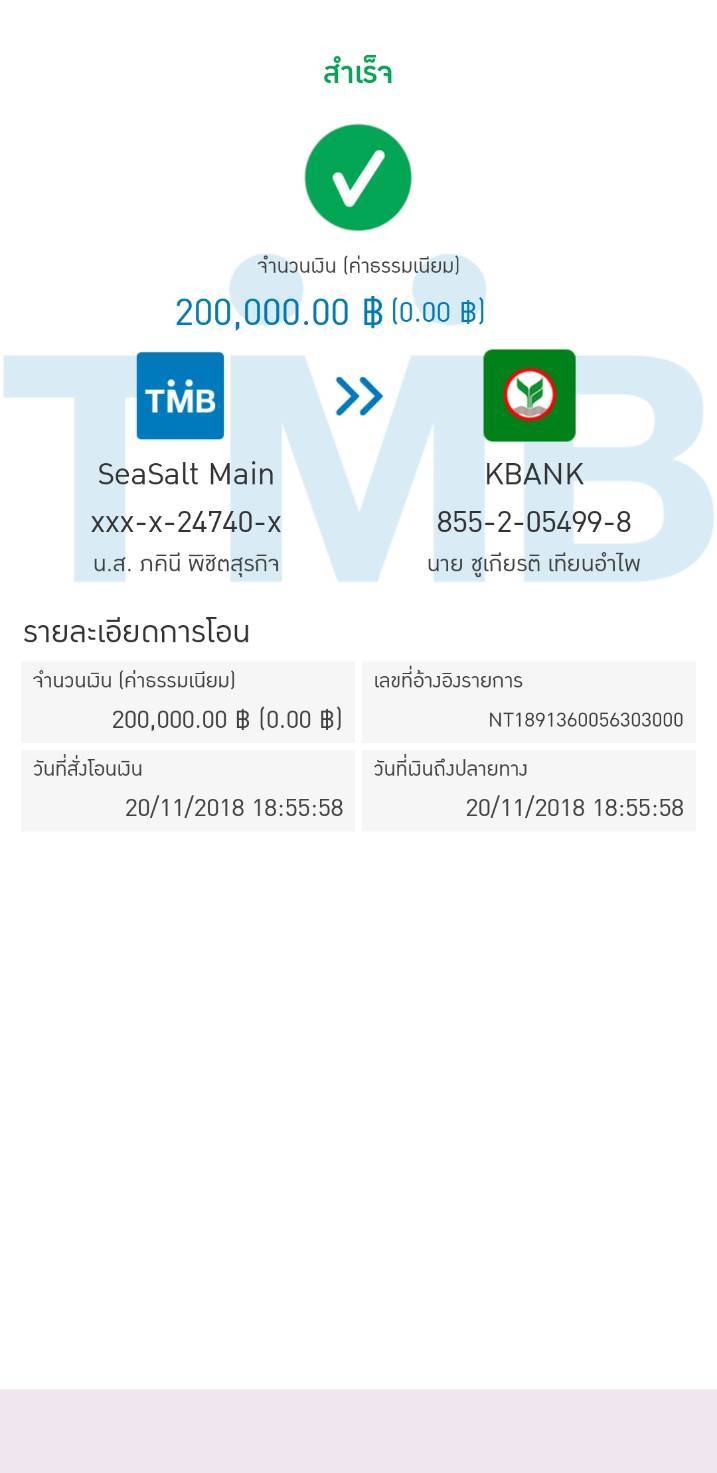 สำเร็จ
จำนวนเงิน (ค่าธรรมเนียม)
200,000.00 ฿ (0.00 ฿)
TMB
SeaSalt Main
KBANK
xxx-x-24740-x
855-2-05499-8
น.ส. ภคินี พิชิตสุรกิจ
นาย ชูเกียรติ เทียนอำไพ
รายละเอียดการโอน
จำนวนเงิน (ค่าธรรมเนียม)
200,000.00 ฿ (0.00 ฿)
เลขที่อ้างอิงรายการ
NT1891360056303000
วันที่สั่งโอนเงิน
20/11/2018 18:55:58
วันที่เงินถึงปลายทาง
20/11/2018 18:55:58
TMB